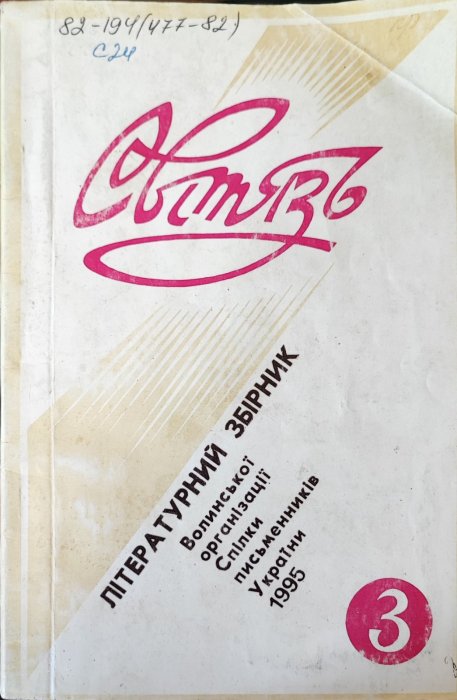 82-194(477-82)
С24
Світязь
ЛІТЕРАТУРНИЙ ЗБІРНИК
Волинської
організації
Спілки
письменників
України
1995
3